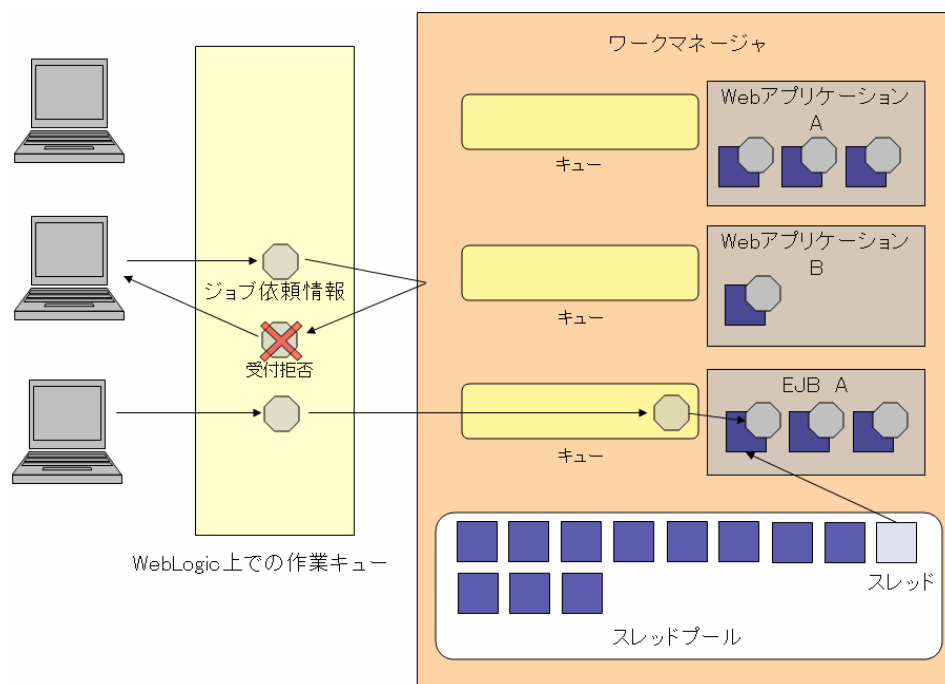 ワークマネージャ
Webアプリケーション
A
キュー
Webアプリケーション
B
ジョブ依頼情報
キュー
受付拒否
EJB A
キュー
WebLogic上での作業キュー
スレッド
スレッドプール